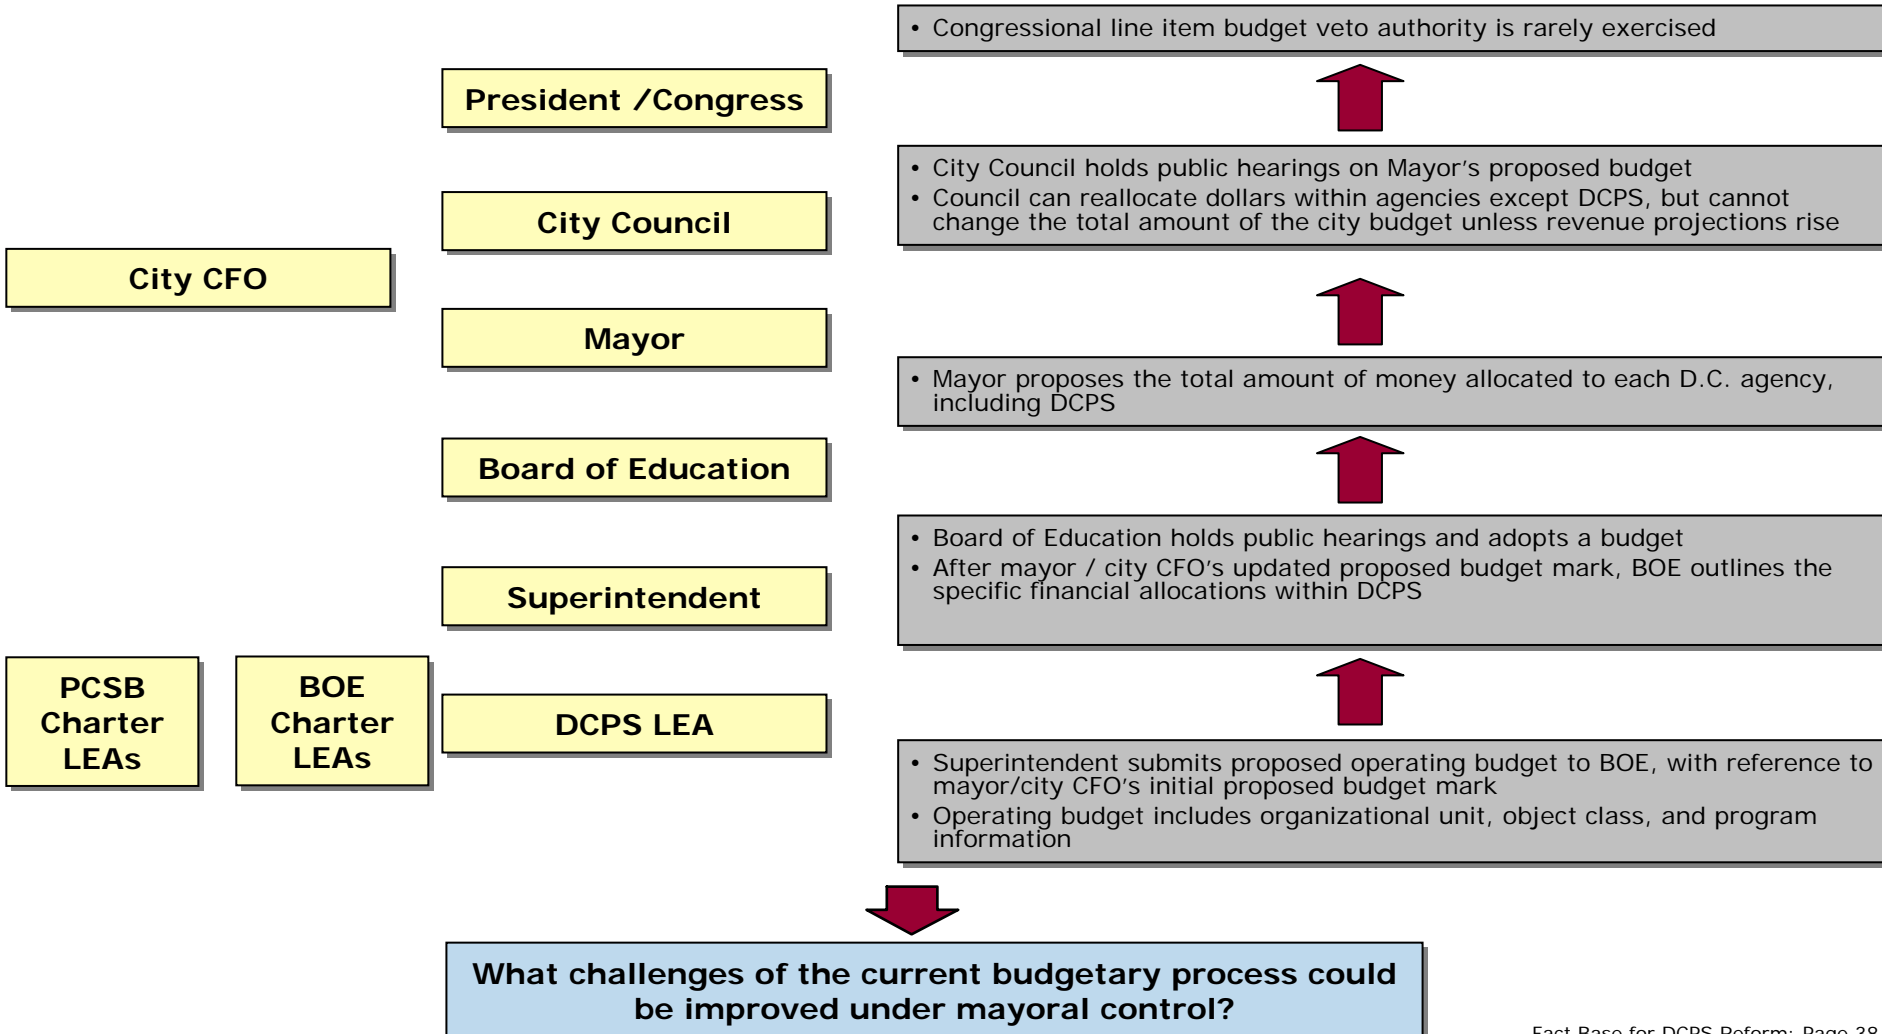 President /Congress
City Council
City CFO
Mayor
Board of Education
Superintendent
PCSB
Charter
LEAs
BOE
Charter
LEAs
DCPS LEA
• Congressional line item budget veto authority is rarely exercised
• City Council holds public hearings on Mayor's proposed budget
• Council can reallocate dollars within agencies except DCPS, but cannot
change the total amount of the city budget unless revenue projections rise
• Mayor proposes the total amount of money allocated to each D.C. agency,
including DCPS
• Board of Education holds public hearings and adopts a budget
• After mayor / city CFO's updated proposed budget mark, BOE outlines the
specific financial allocations within DCPS
• Superintendent submits proposed operating budget to BOE, with reference to
mayor/city CFO's initial proposed budget mark
• Operating budget includes organizational unit, object class, and program
information
What challenges of the current budgetary process could
be improved under mayoral control?
Fact Base for DCPS Reform: Page 38